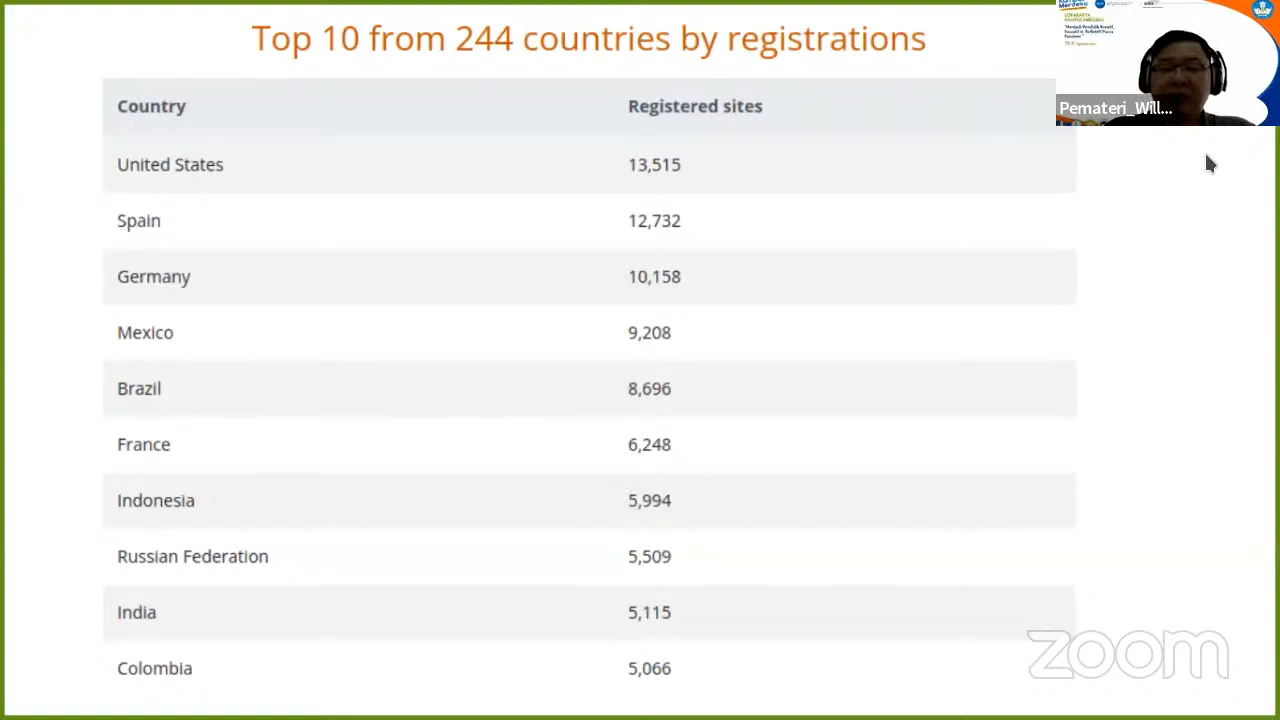 Top 10 from 244 countries by registrations
Country Registered sites
United States 13,515
Spain 12,732
Germany 10,158
Mexico 9,208
Brazil 8,696
France 6,248
Indonesia 5,994
Russian Federation 5,509
India 5,115
Colombia 5,066
Pemateri_Will...
zoom